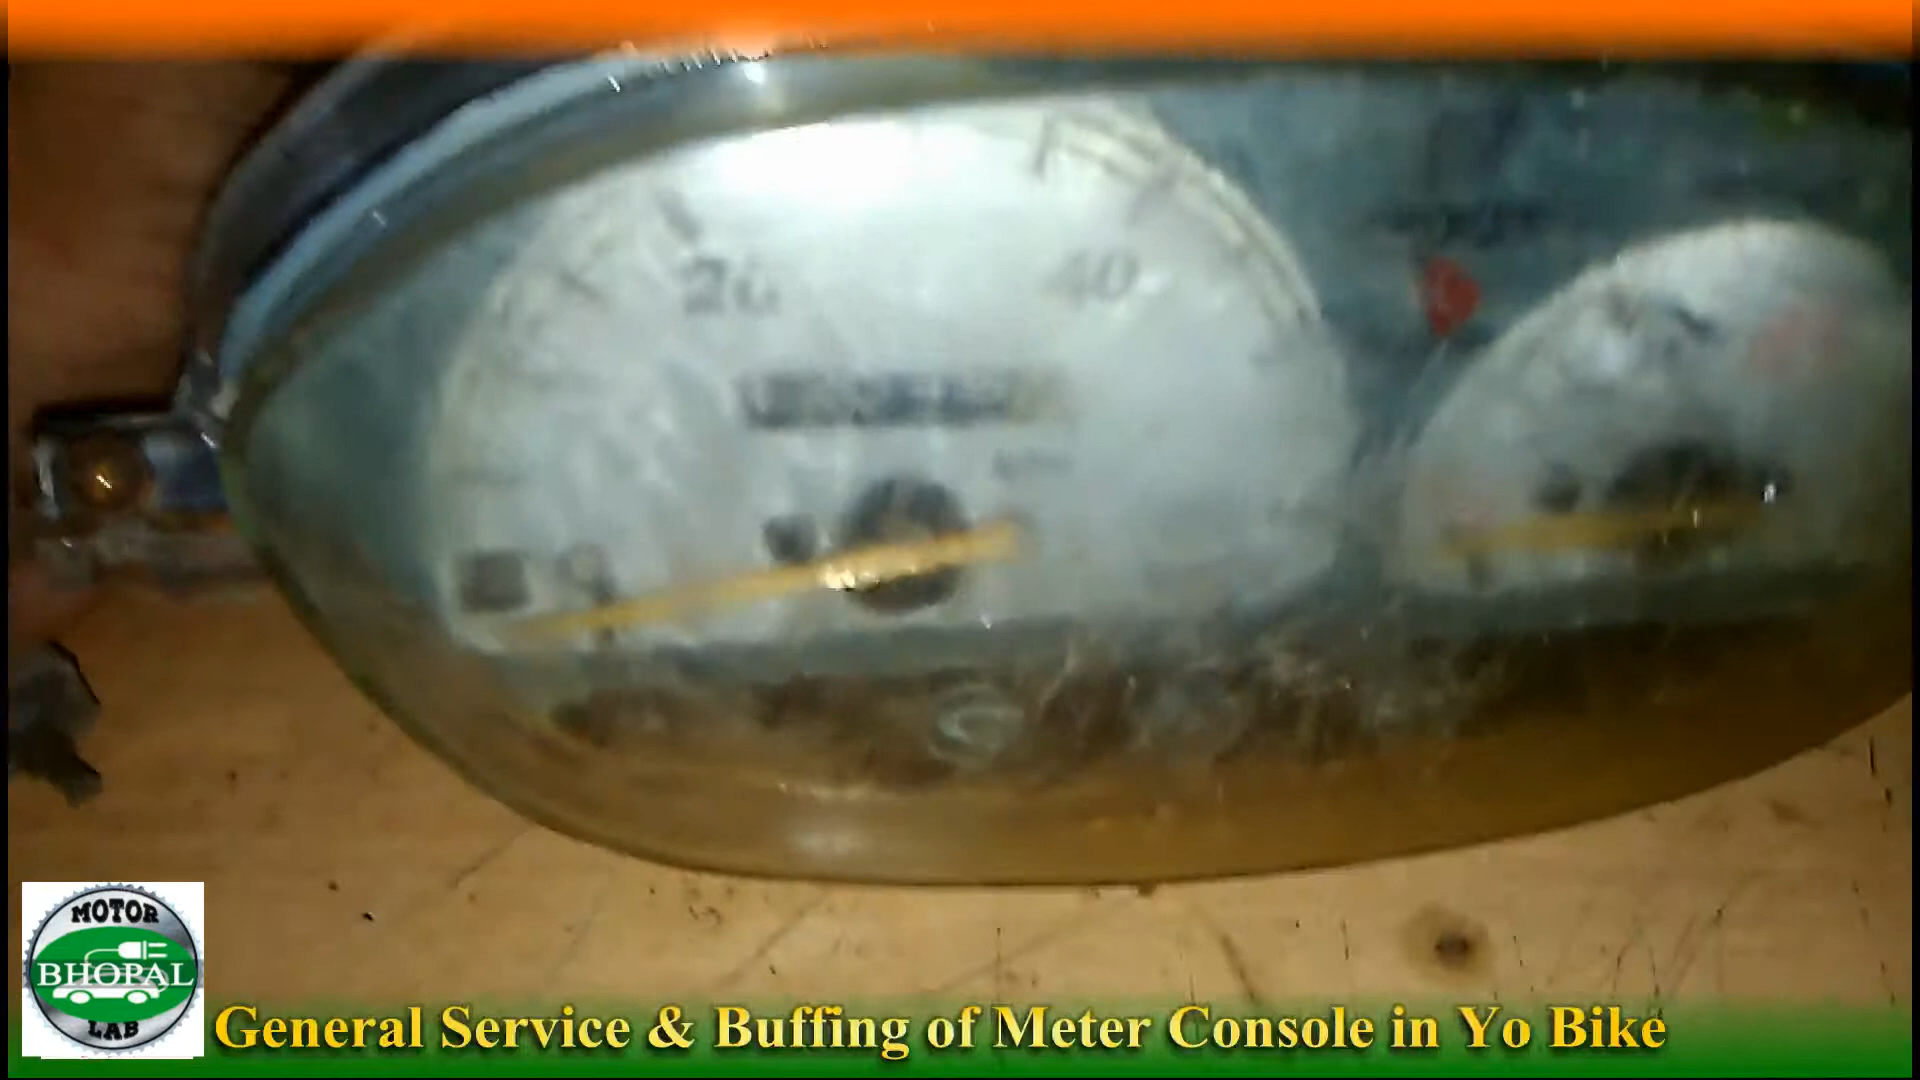 20
40
MOTOR
BHOPAL
LAB
General Service & Buffing of Meter Console in Yo Bike